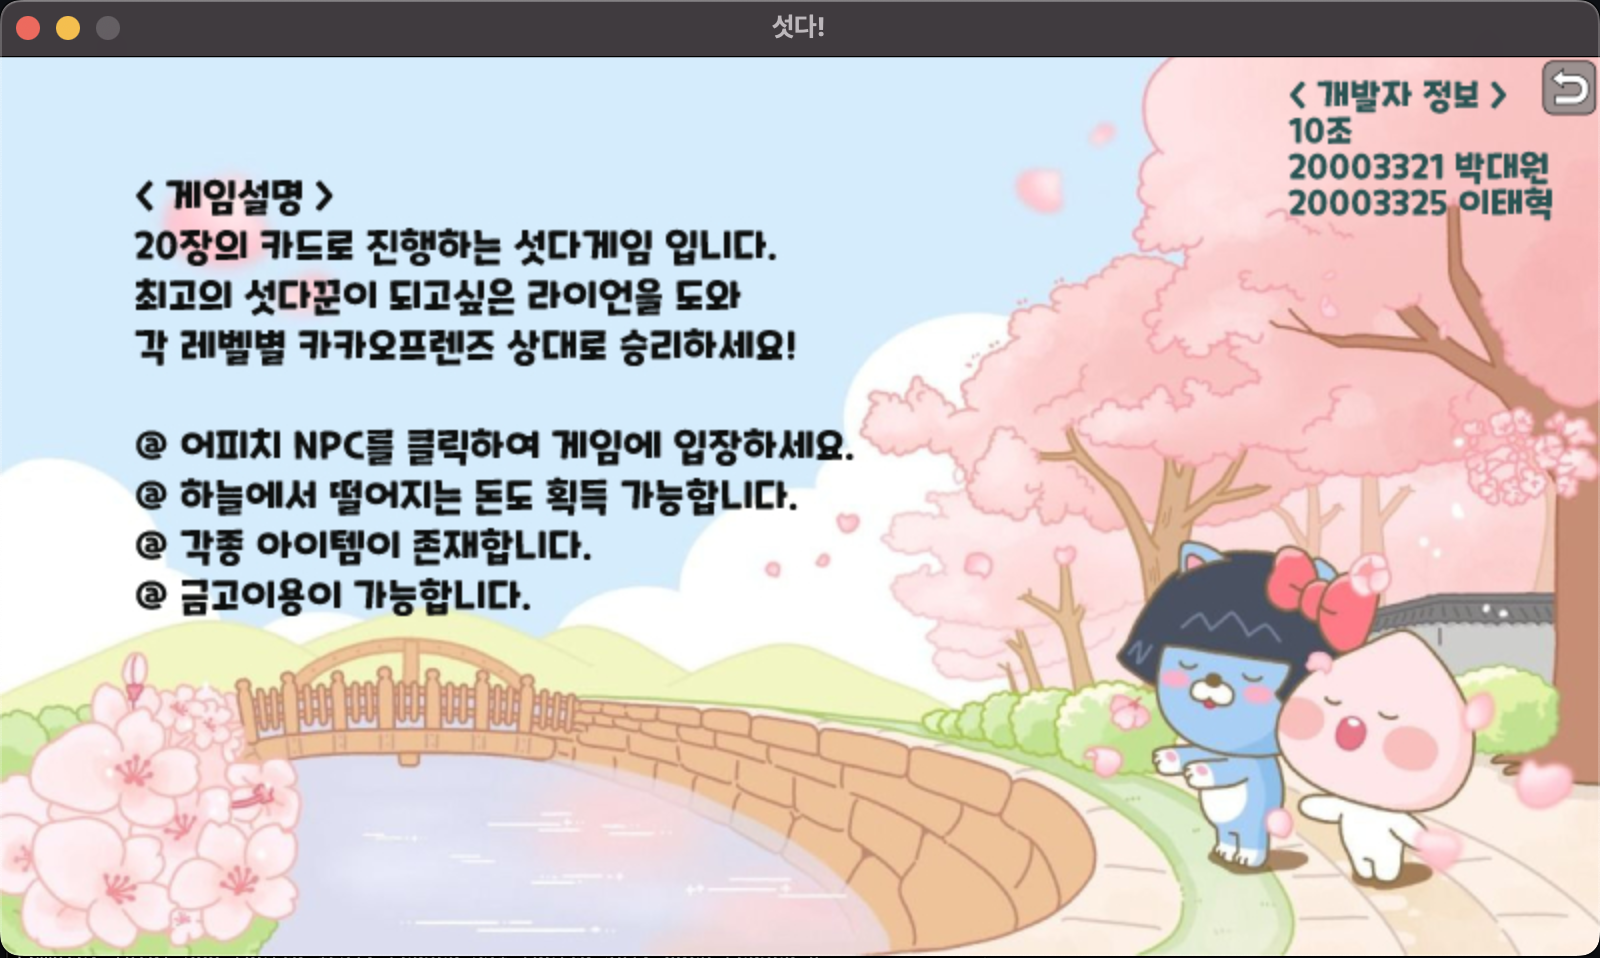 섯다!
< 개발자 정보 >
10조
20003321 박대원
20003325 이태혁
< 게임설명 >
20장의 카드로 진행하는 섯다게임 입니다.
최고의 섯다꾼이 되고싶은 라이언을 도와
각 레벨별 카카오프렌즈 상대로 승리하세요!
@ 어피치 NPC를 클릭하여 게임에 입장하세요.
@ 하늘에서 떨어지는 돈도 획득 가능합니다.
@ 각종 아이템이 존재합니다.
@ 금고이용이 가능합니다.